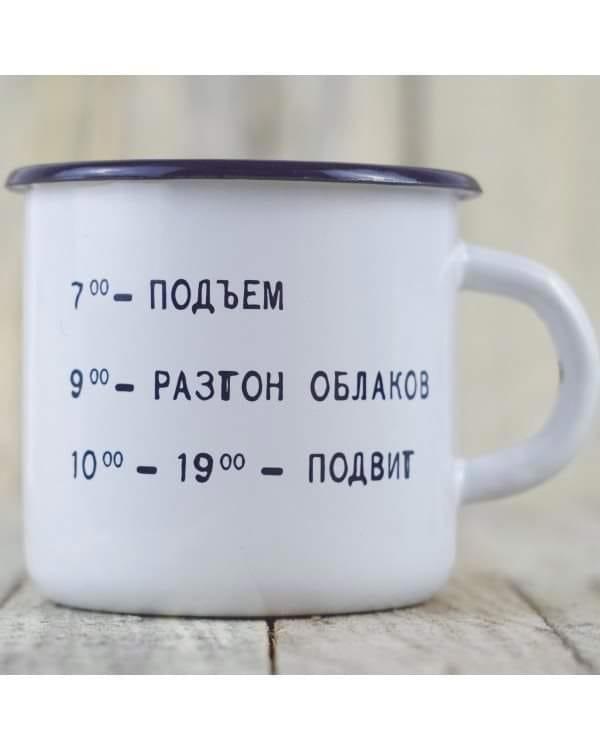 7⁰⁰ – ПОДЪЕМ
9⁰⁰ – РАЗГОН ОБЛАКОВ
10⁰⁰ – 19⁰⁰ – ПОДВИГ